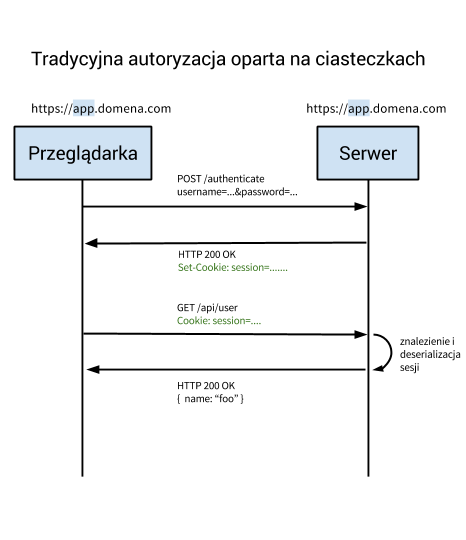 Tradycyjna autoryzacja oparta na ciasteczkach
https://app.domena.com
https://app.domena.com
Przeglądarka
Serwer
POST /authenticate
username=...&password=...
HTTP 200 OK
Set-Cookie: session=.......
GET /api/user
Cookie: session=....
znalezienie i
deserializacja
sesji
HTTP 200 OK
{ name: “foo” }